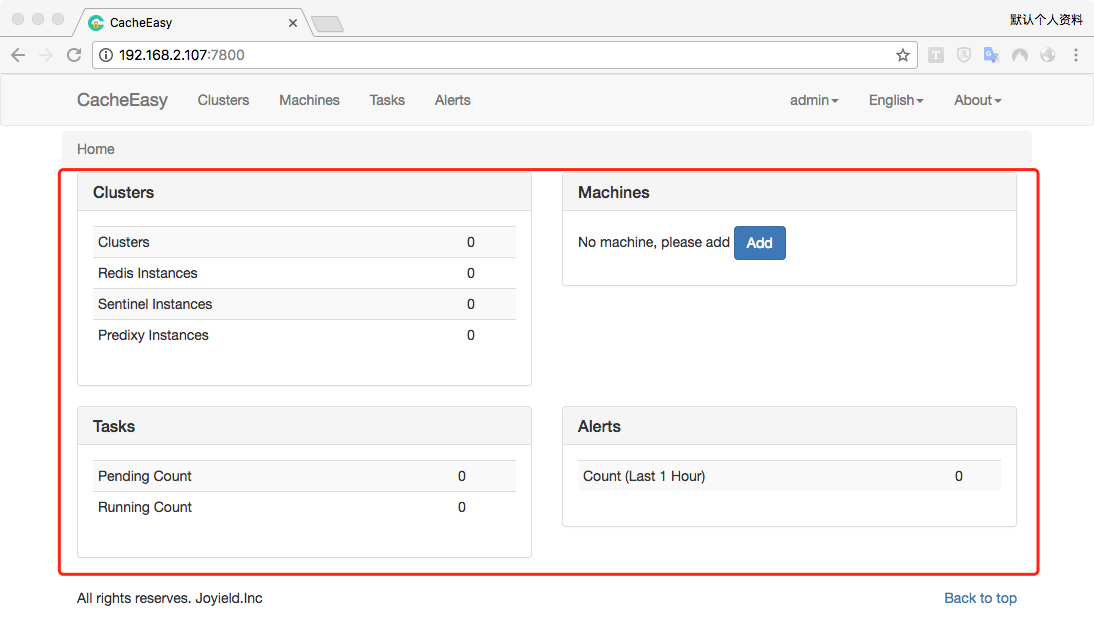 CacheEasy
默认个人资料
192.168.2.107:7800
CacheEasy Clusters Machines Tasks Alerts admin English About
Home
Clusters
Clusters 0
Redis Instances 0
Sentinel Instances 0
Predixy Instances 0
Machines
No machine, please add Add
Tasks
Pending Count 0
Running Count 0
Alerts
Count (Last 1 Hour) 0
All rights reserves. Joyield.Inc Back to top